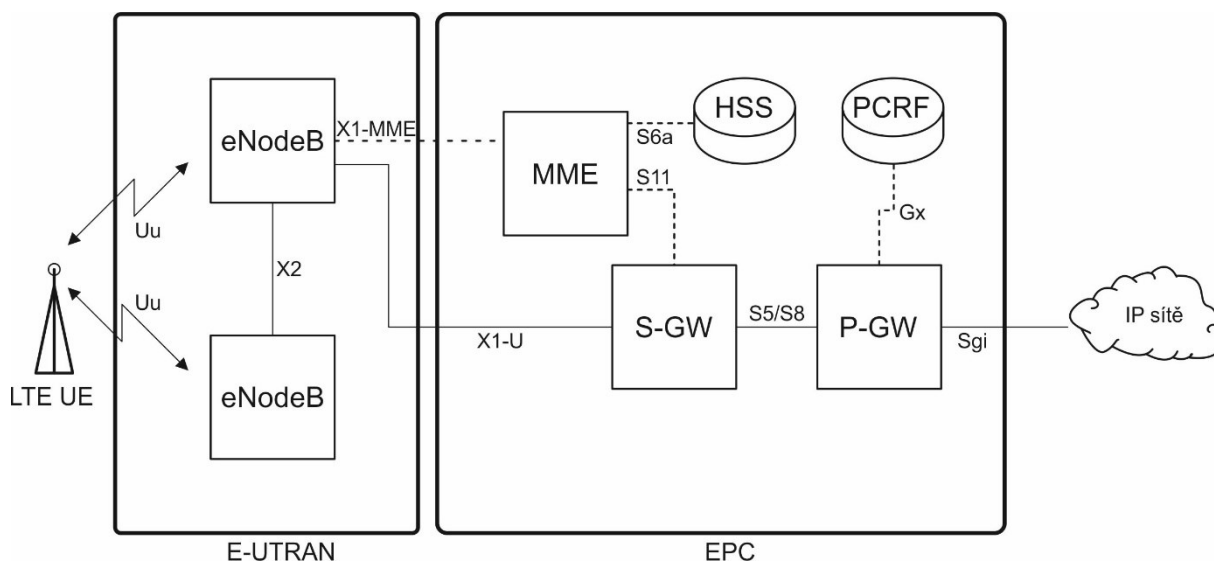 eNodeB
X1-MME
HSS
PCRF
S6a
MME
S11
Uu
Gx
X2
Uu
S-GW
S5/S8
P-GW
IP sítě
X1-U
Sgi
eNodeB
LTE UE
E-UTRAN
EPC